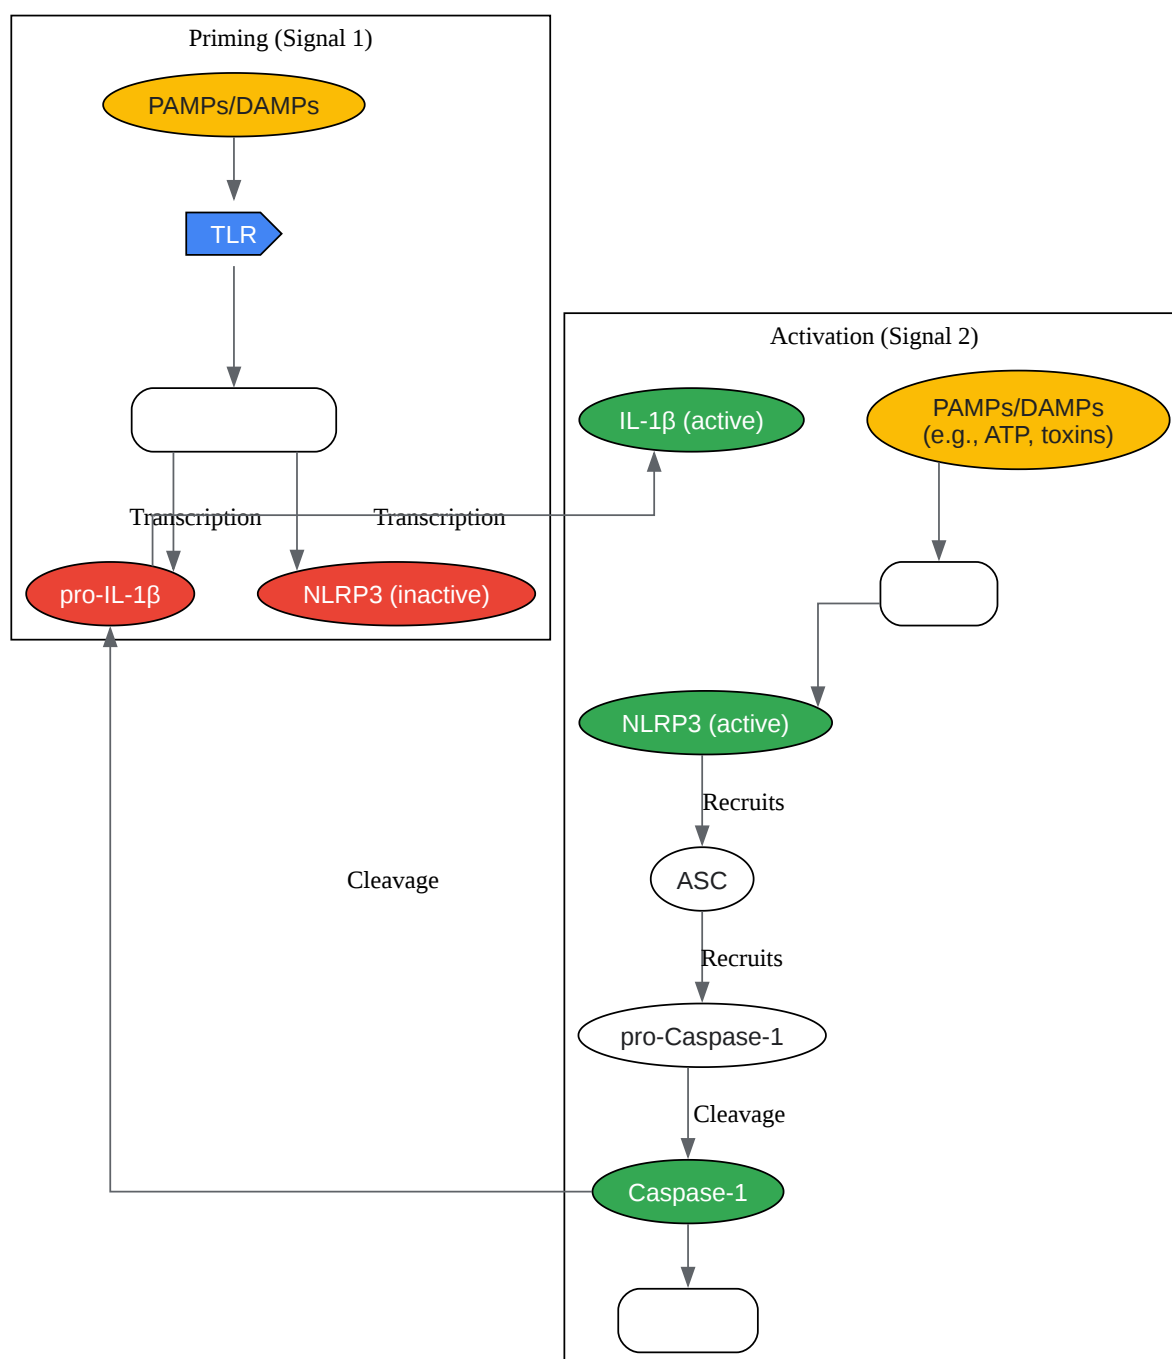 Priming (Signal 1)
PAMPs/DAMPs
TLR
Transcription
Transcription
pro-IL-1β
NLRP3 (inactive)
Activation (Signal 2)
IL-1β (active)
PAMPs/DAMPs
(e.g., ATP, toxins)
NLRP3 (active)
Recruits
ASC
Recruits
pro-Caspase-1
Cleavage
Caspase-1
Cleavage